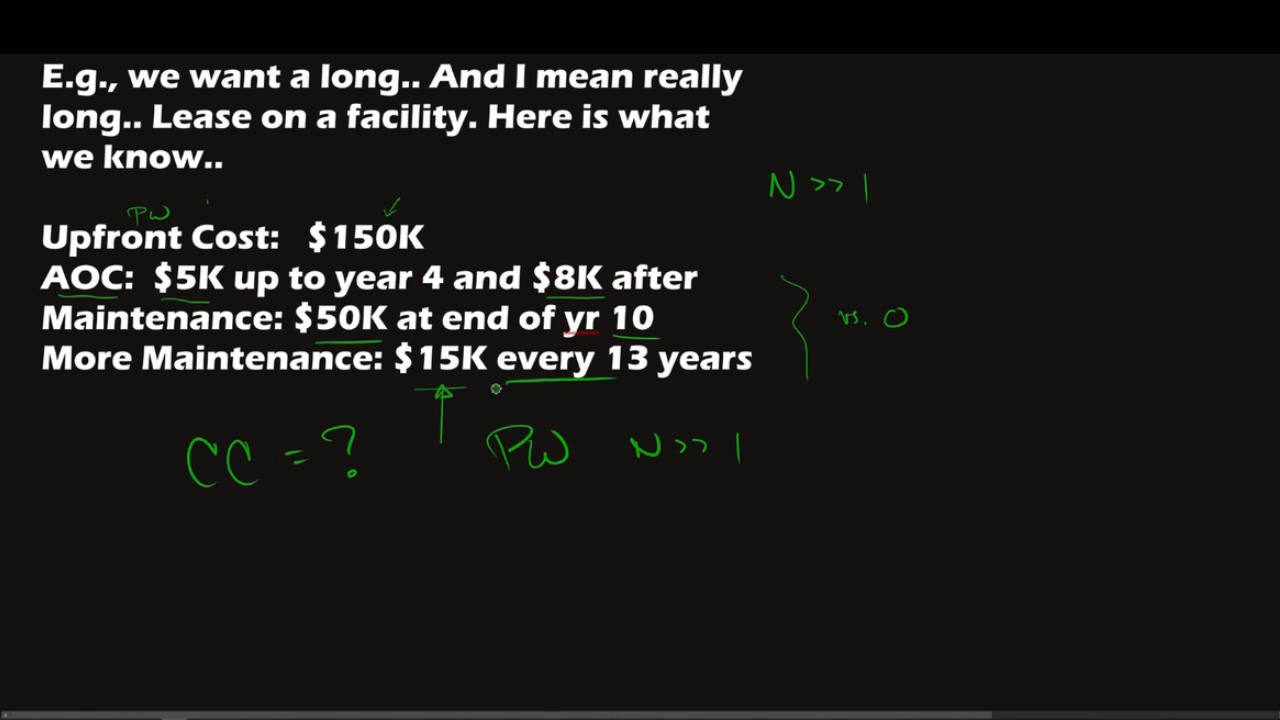 E.g., we want a long.. And I mean really
long.. Lease on a facility. Here is what
we know..
N >> 1
PW
Upfront Cost: $150K
AOC: $5K up to year 4 and $8K after
Maintenance: $50K at end of yr 10
vs. 0
More Maintenance: $15K every 13 years
CC = ? PW N >> 1